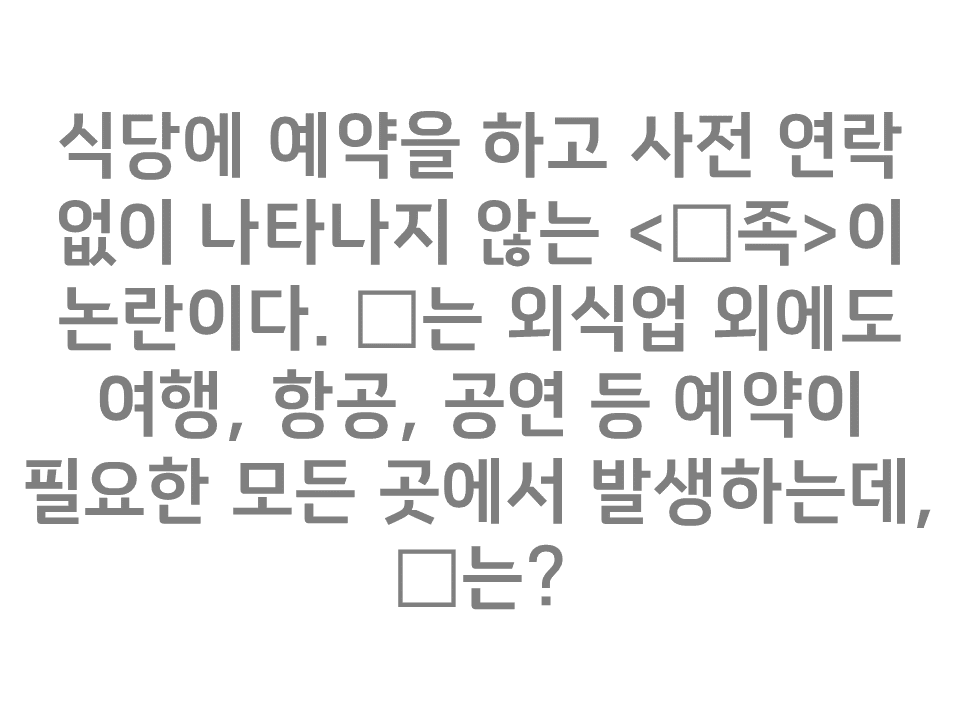 식당에 예약을 하고 사전 연락
없이 나타나지 않는 <□족>이
논란이다. □는 외식업 외에도
여행, 항공, 공연 등 예약이
필요한 모든 곳에서 발생하는데,
□는?